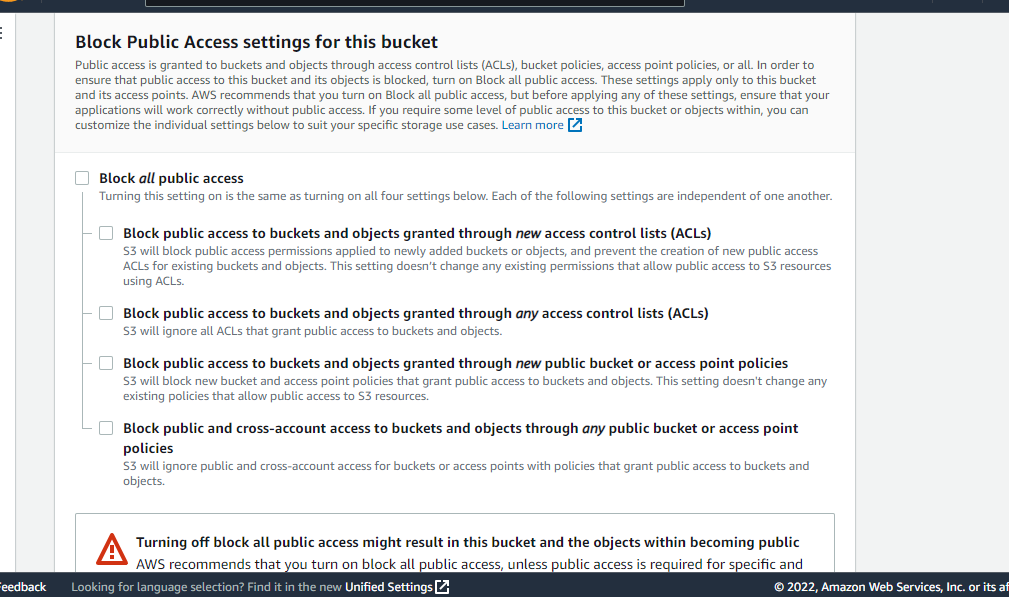 Block Public Access settings for this bucket
Public access is granted to buckets and objects through access control lists (ACLs), bucket policies, access point policies, or all. In order to
ensure that public access to this bucket and its objects is blocked, turn on Block all public access. These settings apply only to this bucket
and its access points. AWS recommends that you turn on Block all public access, but before applying any of these settings, ensure that your
applications will work correctly without public access. If you require some level of public access to this bucket or objects within, you can
customize the individual settings below to suit your specific storage use cases. Learn more
Block all public access
Turning this setting on is the same as turning on all four settings below. Each of the following settings are independent of one another.
Block public access to buckets and objects granted through new access control lists (ACLs)
S3 will block public access permissions applied to newly added buckets or objects, and prevent the creation of new public access
ACLs for existing buckets and objects. This setting doesn't change any existing permissions that allow public access to S3 resources
using ACLs.
Block public access to buckets and objects granted through any access control lists (ACLs)
S3 will ignore all ACLs that grant public access to buckets and objects.
Block public access to buckets and objects granted through new public bucket or access point policies
S3 will block new bucket and access point policies that grant public access to buckets and objects. This setting doesn't change any
existing policies that allow public access to S3 resources.
Block public and cross-account access to buckets and objects through any public bucket or access point
policies
S3 will ignore public and cross-account access for buckets or access points with policies that grant public access to buckets and
objects.
Turning off block all public access might result in this bucket and the objects within becoming public
AWS recommends that you turn on block all public access, unless public access is required for specific and
eedback Looking for language selection? Find it in the new Unified Settings © 2022, Amazon Web Services, Inc. or its af